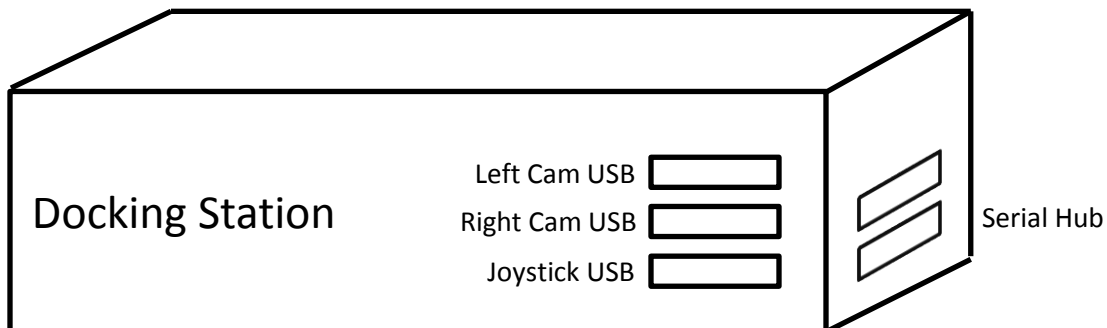 Left Cam USB
Docking Station
Right Cam USB
Serial Hub
Joystick USB